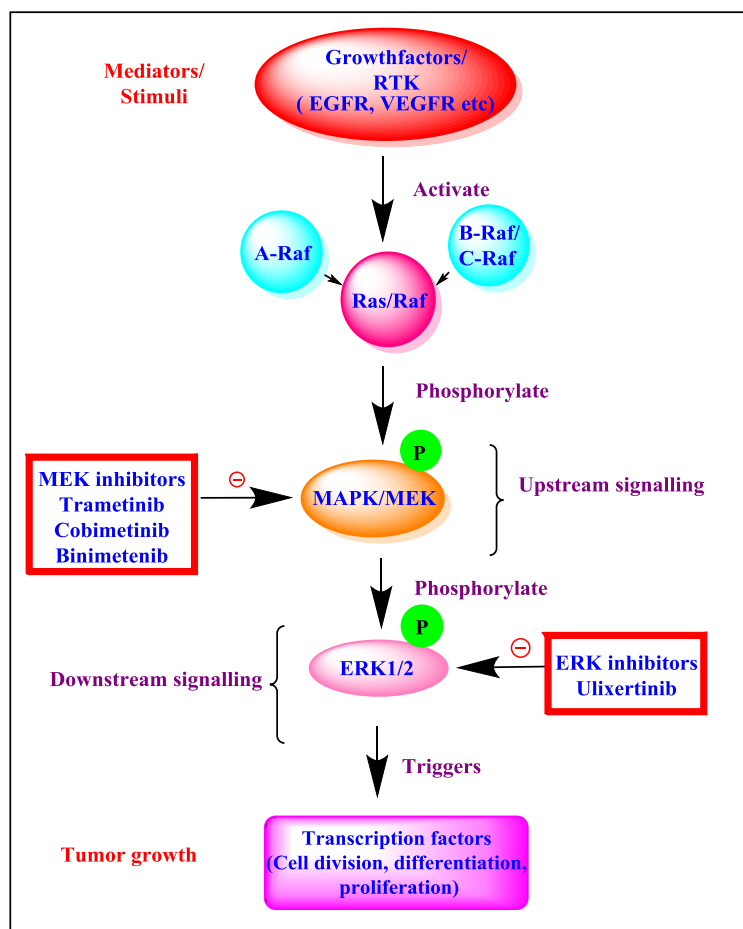 Mediators/
Stimuli
Growthfactors/
RTK
( EGFR, VEGFR etc)
Activate
A-Raf
B-Raf/
C-Raf
Ras/Raf
Phosphorylate
P
MEK inhibitors
Trametinib
Cobimetinib
Binimetenib
MAPK/MEK
Upstream signalling
Phosphorylate
P
Downstream signalling
ERK1/2
ERK inhibitors
Ulixertinib
Triggers
Tumor growth
Transcription factors
(Cell division, differentiation,
proliferation)